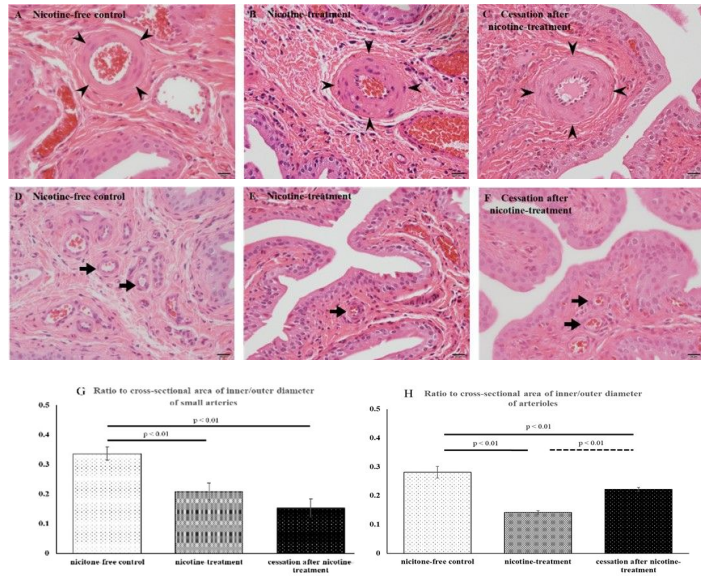 A Nicotine-free control
B Nicotine-treatment
C Cessation after
nicotine-treatment
D Nicotine-free control
E Nicotine-treatment
F Cessation after
nicotine-treatment
G Ratio to cross-sectional area of inner/outer diameter
of small arteries
0.5
0.4
0.3
0.2
0.1
0
p < 0.01
p < 0.01
nicitone-free control
nicotine-treatment
cessation after nicotine-
treatment
H Ratio to cross-sectional area of inner/outer diameter
of arterioles
0.5
0.4
0.3
0.2
0.1
0
p < 0.01
p < 0.01 p < 0.01
nicitone-free control
nicotine-treatment
cessation after nicotine-
treatment